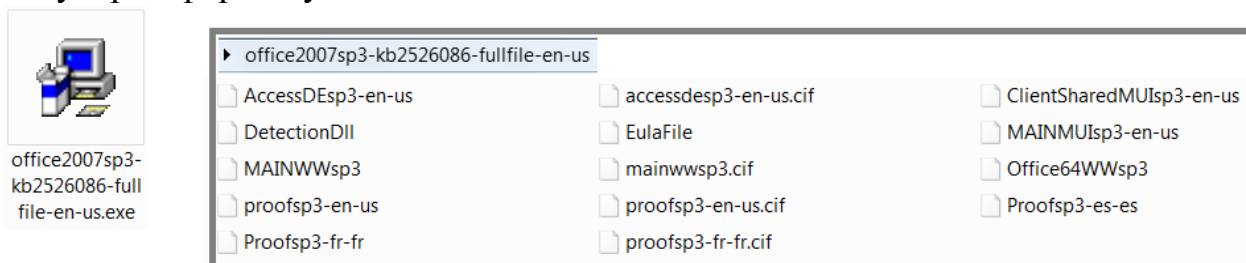 office2007sp3-
kb2526086-full
file-en-us.exe
office2007sp3-kb2526086-fullfile-en-us
AccessDEsp3-en-us accessdesp3-en-us.cif ClientSharedMUIsp3-en-us
DetectionDll EulaFile MAINMUIsp3-en-us
MAINWWsp3 mainwwsp3.cif Office64WWsp3
proofsp3-en-us proofsp3-en-us.cif Proofsp3-es-es
Proofsp3-fr-fr proofsp3-fr-fr.cif